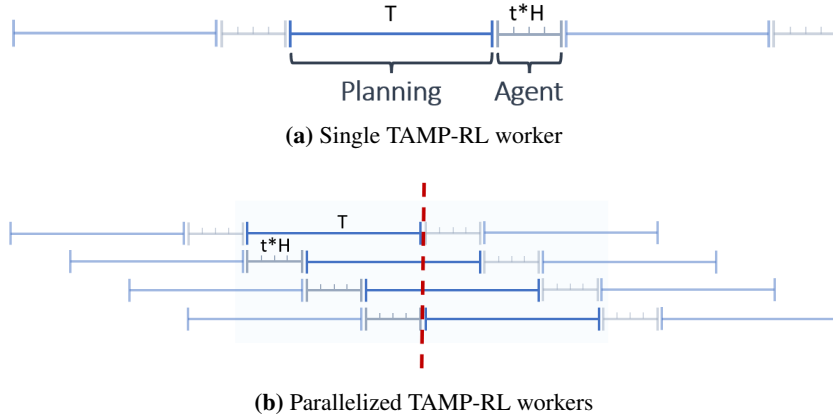 T t*H
Planning Agent
(a) Single TAMP-RL worker
T
t*H
(b) Parallelized TAMP-RL workers